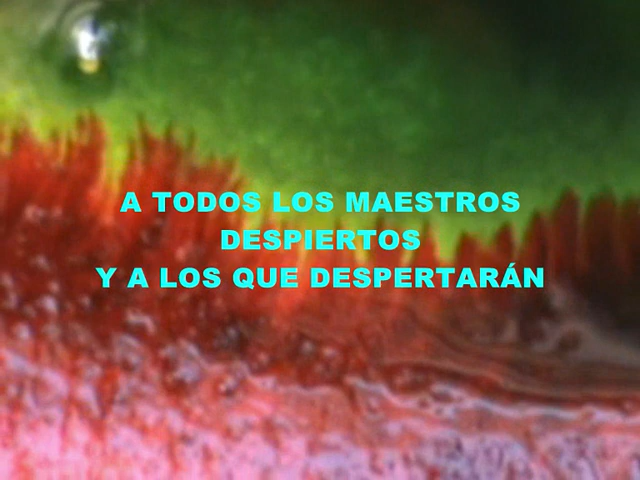 A TODOS LOS MAESTROS
DESPIERTOS
Y A LOS QUE DESPERTARÁN